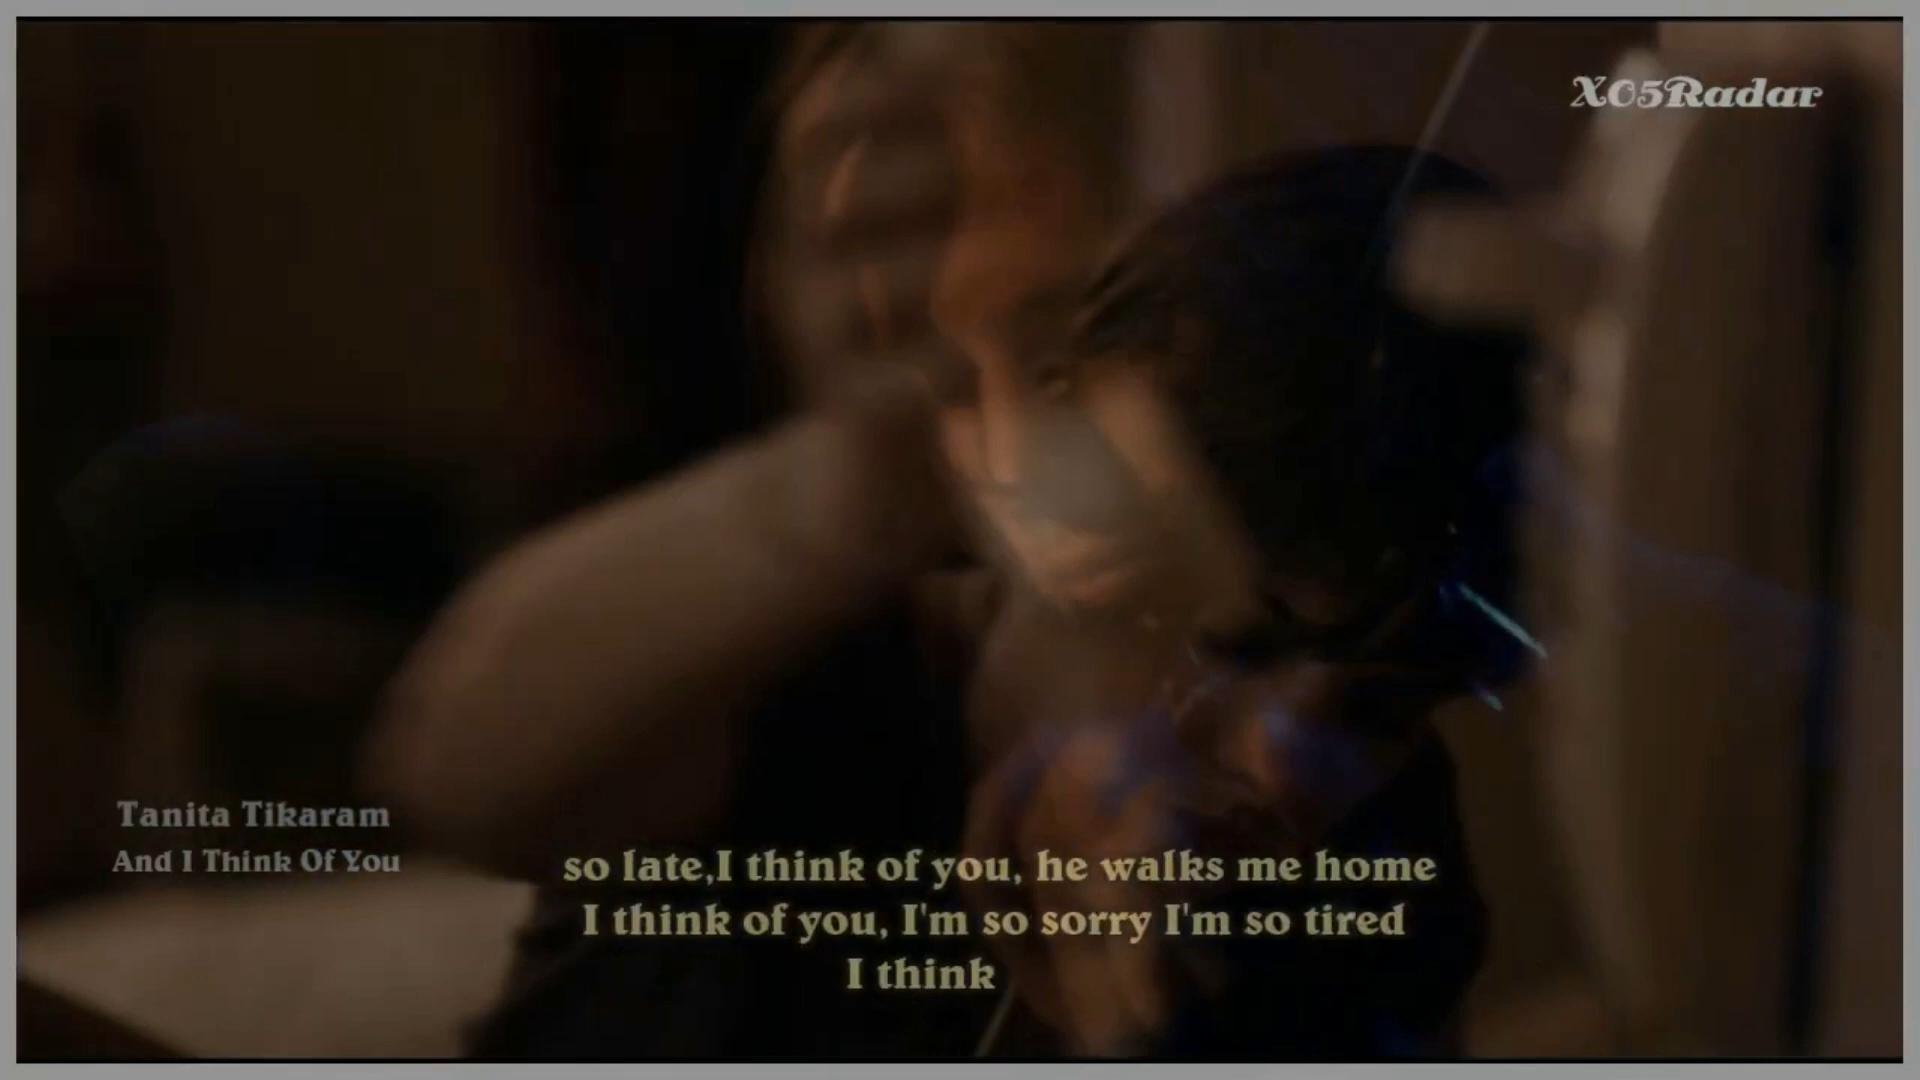 X05Radar
Tanita Tikaram
And I Think Of You
so late,I think of you, he walks me home
I think of you, I'm so sorry I'm so tired
I think